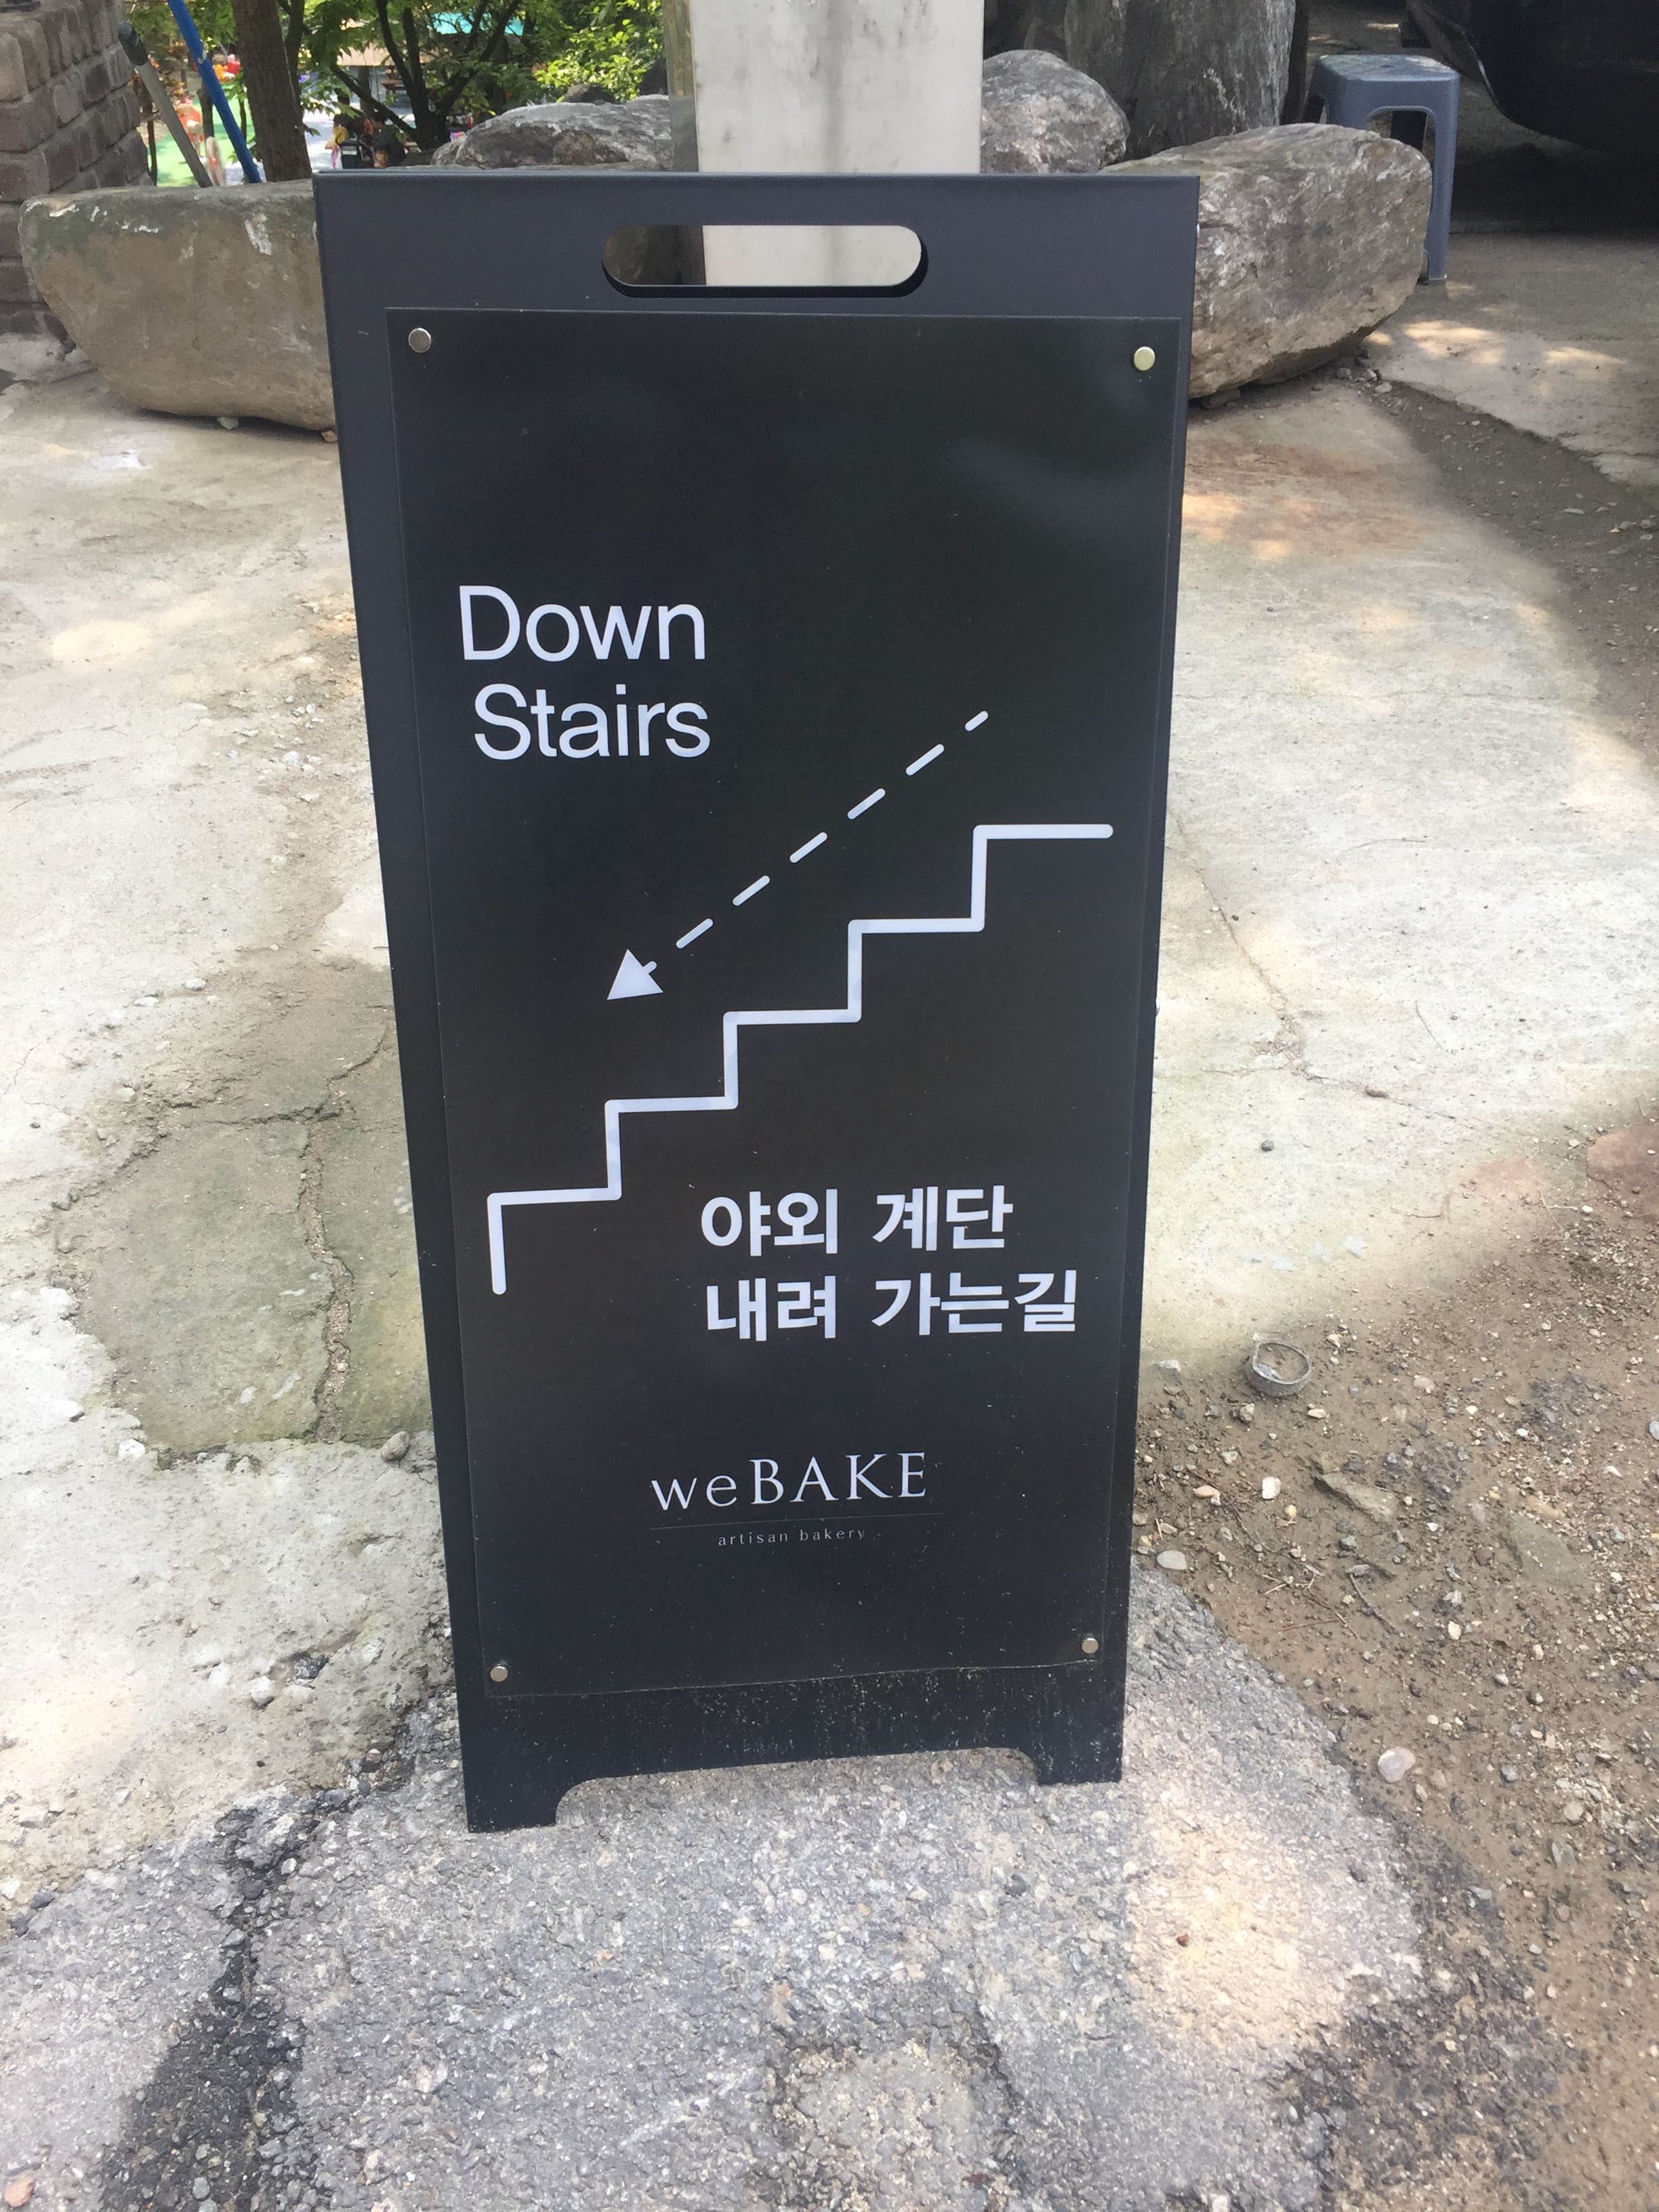 Down
Stairs
야외 계단
내려 가는길
weBAKE
artisan bakery